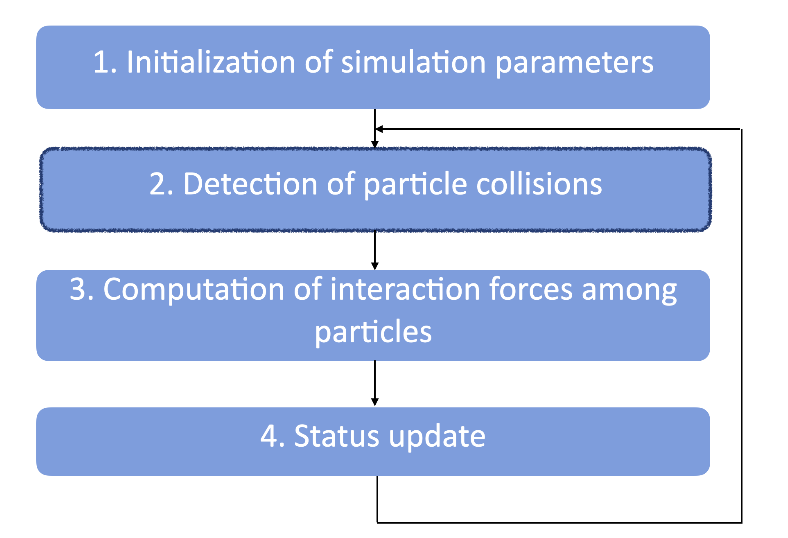 1. Initialization of simulation parameters
2. Detection of particle collisions
3. Computation of interaction forces among
particles
4. Status update